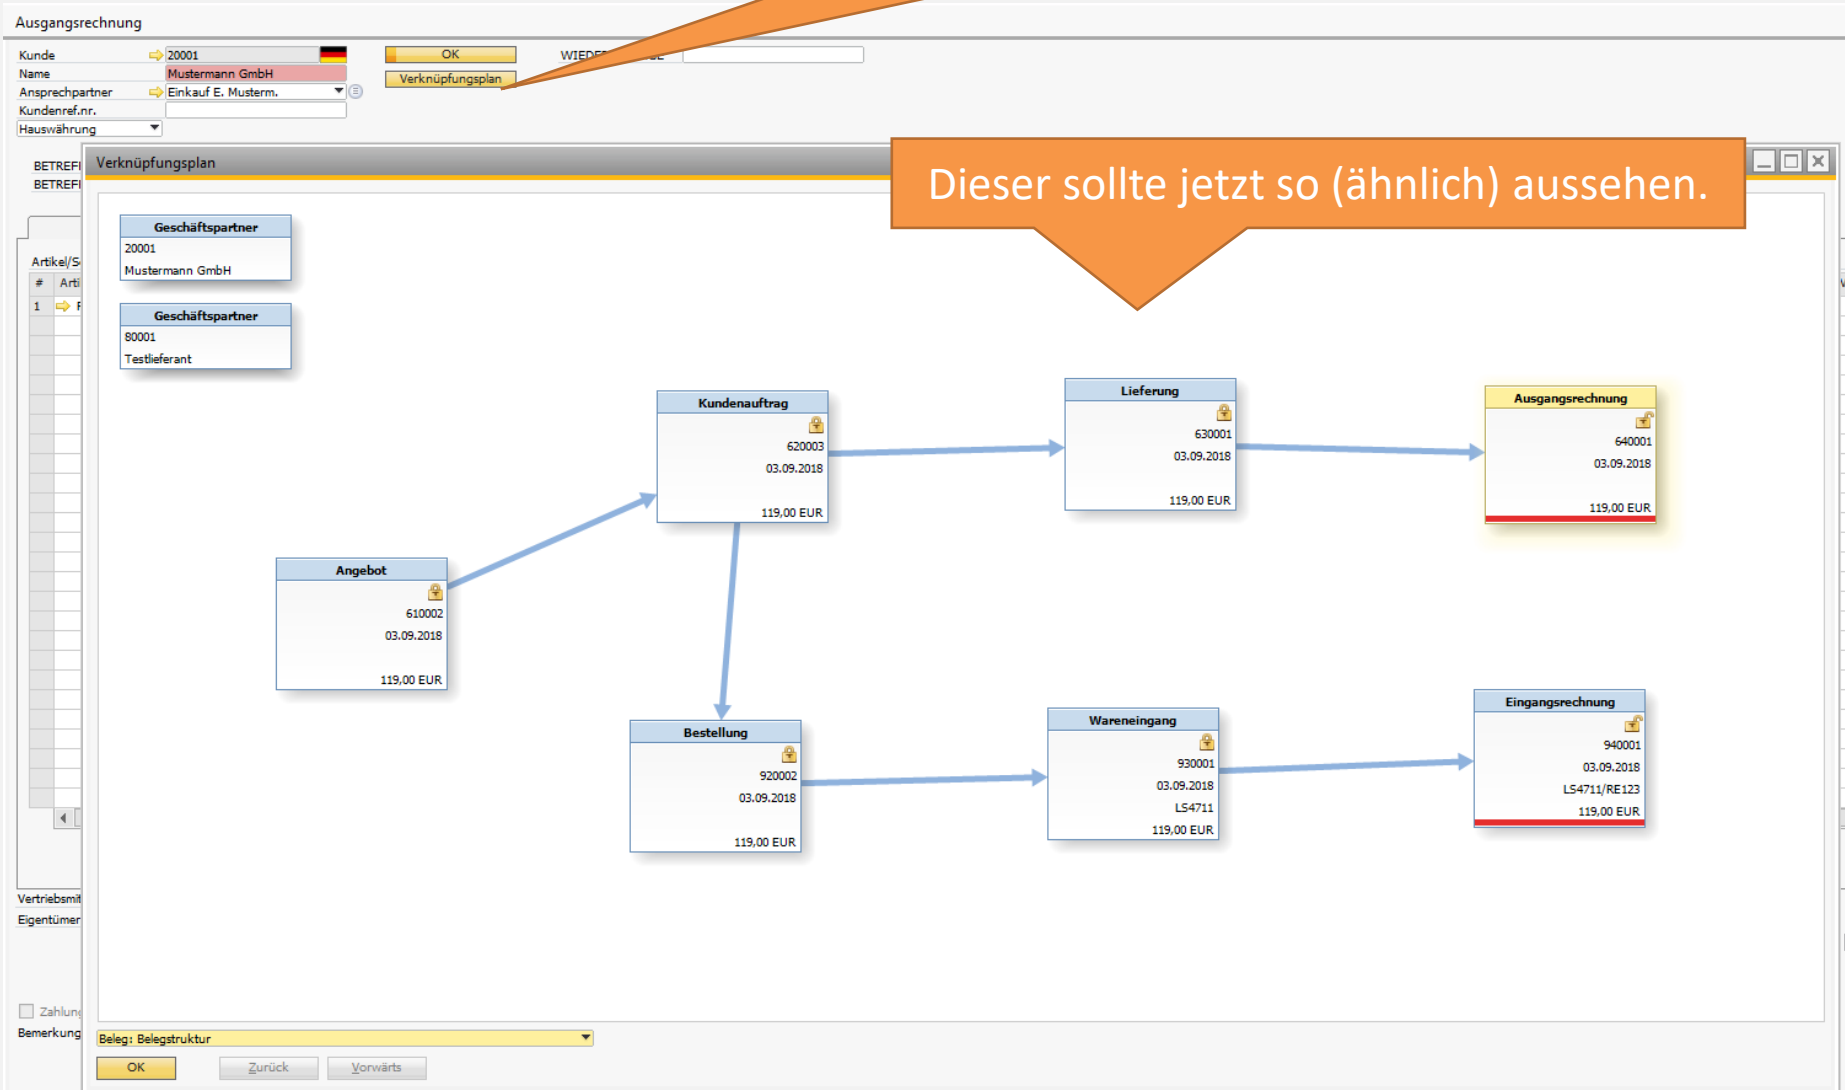 Ausgangsrechnung
Kunde 20001 OK
Name Mustermann GmbH Verknüpfungsplan
Ansprechpartner Einkauf E. Musterm.
Kundenref.nr.
Hauswährung
Verknüpfungsplan
Dieser sollte jetzt so (ähnlich) aussehen.
Geschäftspartner
20001
Mustermann GmbH
Geschäftspartner
80001
Testlieferant
Kundenauftrag
620003
03.09.2018
119,00 EUR
Lieferung
630001
03.09.2018
119,00 EUR
Ausgangsrechnung
640001
03.09.2018
119,00 EUR
Angebot
610002
03.09.2018
119,00 EUR
Bestellung
920002
03.09.2018
119,00 EUR
Wareneingang
930001
03.09.2018
LS4711
119,00 EUR
Eingangsrechnung
940001
03.09.2018
LS4711/RE123
119,00 EUR
#
1
Eigentümer
Beleg: Belegstruktur
OK Zurück Vorwärts